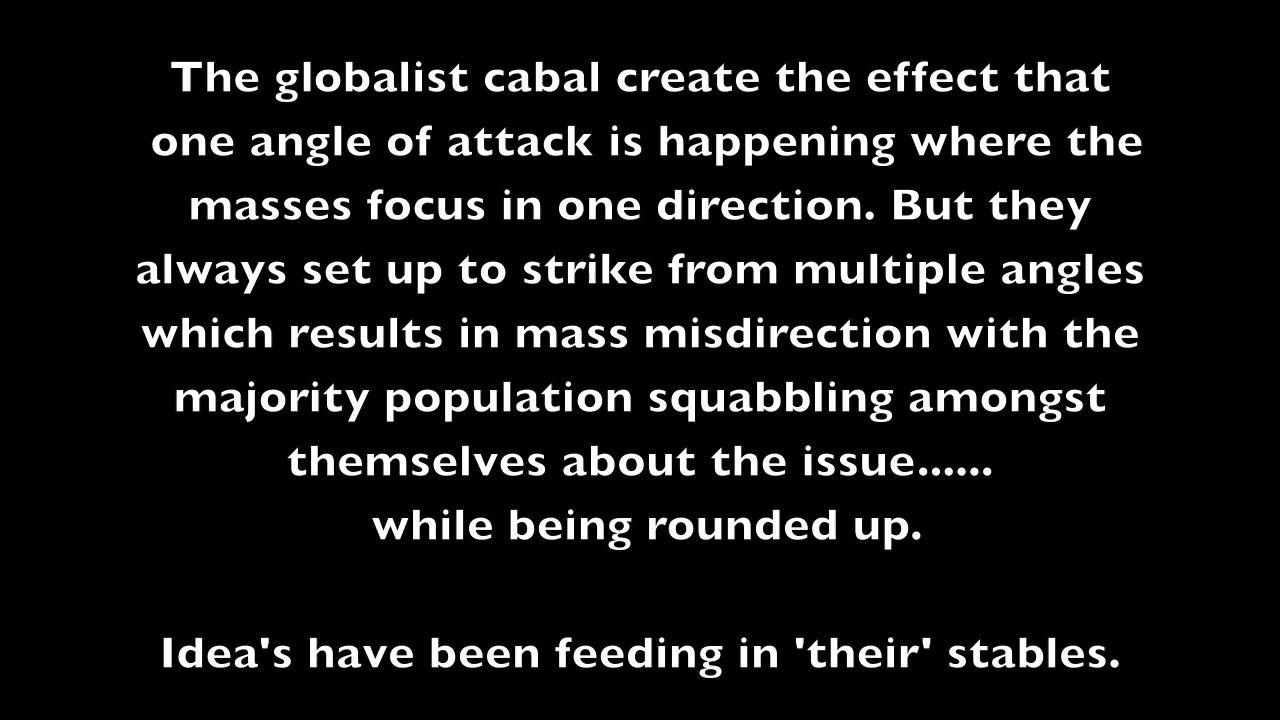 The globalist cabal create the effect that
one angle of attack is happening where the
masses focus in one direction. But they
always set up to strike from multiple angles
which results in mass misdirection with the
majority population squabbling amongst
themselves about the issue......
while being rounded up.
Idea's have been feeding in 'their' stables.